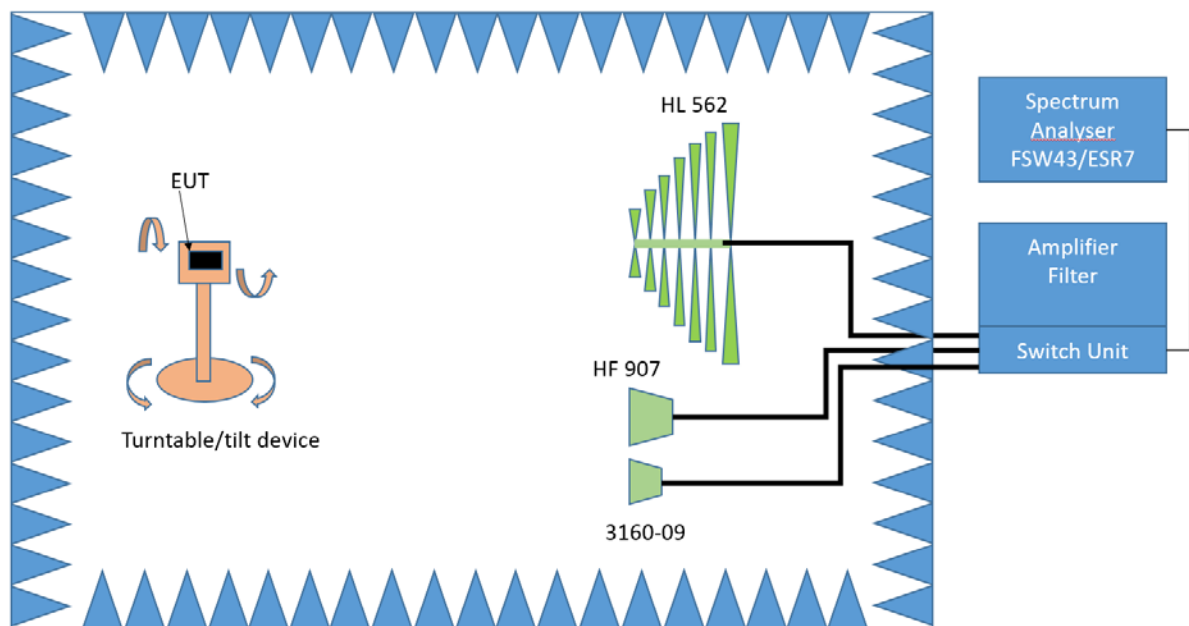 HL 562
Spectrum
Analyser
FSW43/ESR7
EUT
Amplifier
Filter
Switch Unit
HF 907
Turntable/tilt device
3160-09